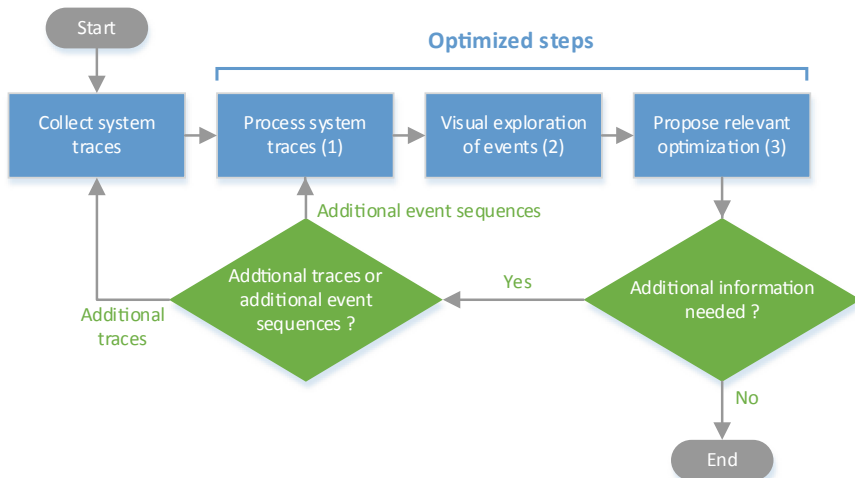 Start
Optimized steps
Collect system
traces
Process system
traces (1)
Visual exploration
of events (2)
Propose relevant
optimization (3)
Additional event sequences
Addtional traces or
additional event
sequences ?
Yes
Additional information
needed ?
Additional
traces
No
End